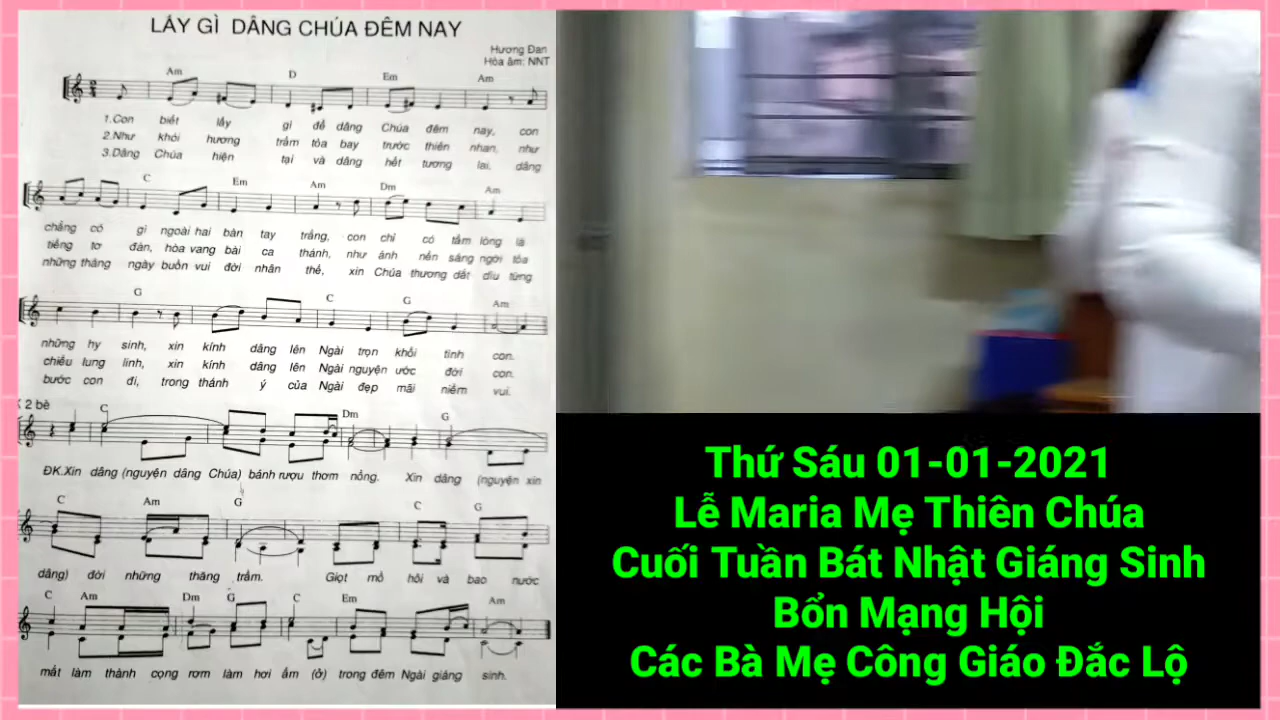 LẤY GÌ DÂNG CHÚA ĐÊM NAY
Hương Đan
Hòa âm: NNT
Am D Em Am
1.Con biết lấy gì để dâng Chúa đêm nay, con
2.Như khói hương trầm tỏa bay trước thiên nhan, như
3.Dâng Chúa hiện tại và dâng hết tương lai, dâng
C Em Am Dm Am
chẳng có gì ngoài hai bàn tay trắng, con chỉ có tấm lòng là
tiếng tơ đàn, hòa vang bài ca thánh, như ánh nến sáng ngời tỏa
những tháng ngày buồn vui đời nhân thế, xin Chúa thương dắt dìu từng
G C G Am
những hy sinh, xin kính dâng lên Ngài trọn khối tình con.
chiếu lung linh, xin kính dâng lên Ngài nguyện ước đời con.
bước con đi, trong thánh ý của Ngài đẹp mãi niềm vui.
2 bè
C Dm G
ĐK.Xin dâng (nguyện dâng Chúa) bánh rượu thơm nồng. Xin dâng (nguyện xin
C Am G C G
dâng) đời những thăng trầm. Giọt mồ hôi và bao nước
C Am Dm G C Em Am
mắt làm thành cọng rơm làm hơi ấm (ở) trong đêm Ngài giáng sinh.
Thứ Sáu 01-01-2021
Lễ Maria Mẹ Thiên Chúa
Cuối Tuần Bát Nhật Giáng Sinh
Bổn Mạng Hội
Các Bà Mẹ Công Giáo Đắc Lộ